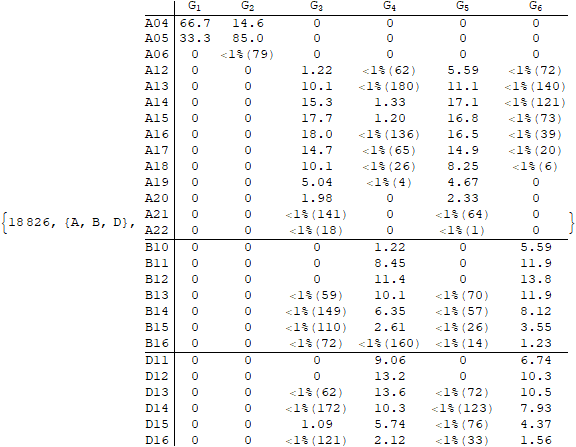 G1 G2 G3 G4 G5 G6
A04 66.7 14.6 0 0 0 0
A05 33.3 85.0 0 0 0 0
A06 0 <1%(79) 0 0 0 0
A12 0 0 1.22 <1%(62) 5.59 <1%(72)
A13 0 0 10.1 <1%(180) 11.1 <1%(140)
A14 0 0 15.3 1.33 17.1 <1%(121)
A15 0 0 17.7 1.20 16.8 <1%(73)
A16 0 0 18.0 <1%(136) 16.5 <1%(39)
A17 0 0 14.7 <1%(65) 14.9 <1%(20)
A18 0 0 10.1 <1%(26) 8.25 <1%(6)
A19 0 0 5.04 <1%(4) 4.67 0
A20 0 0 1.98 0 2.33 0
{18826, {A, B, D}, A21 0 0 <1%(141) 0 <1%(64) 0 }
A22 0 0 <1%(18) 0 <1%(1) 0
B10 0 0 0 1.22 0 5.59
B11 0 0 0 8.45 0 11.9
B12 0 0 0 11.4 0 13.8
B13 0 0 <1%(59) 10.1 <1%(70) 11.9
B14 0 0 <1%(149) 6.35 <1%(57) 8.12
B15 0 0 <1%(110) 2.61 <1%(26) 3.55
B16 0 0 <1%(72) <1%(160) <1%(14) 1.23
D11 0 0 0 9.06 0 6.74
D12 0 0 0 13.2 0 10.3
D13 0 0 <1%(62) 13.6 <1%(72) 10.5
D14 0 0 <1%(172) 10.3 <1%(123) 7.93
D15 0 0 1.09 5.74 <1%(76) 4.37
D16 0 0 <1%(121) 2.12 <1%(33) 1.56